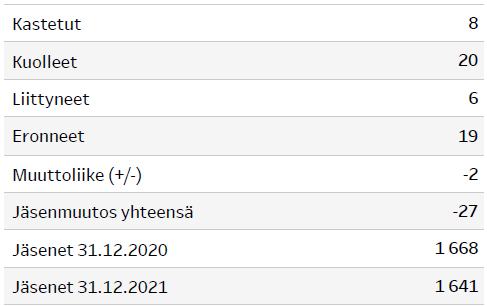 Kastetut 8
Kuolleet 20
Liittyneet 6
Eronneet 19
Muuttoliike (+/-) -2
Jäsenmuutos yhteensä -27
Jäsenet 31.12.2020 1 668
Jäsenet 31.12.2021 1 641